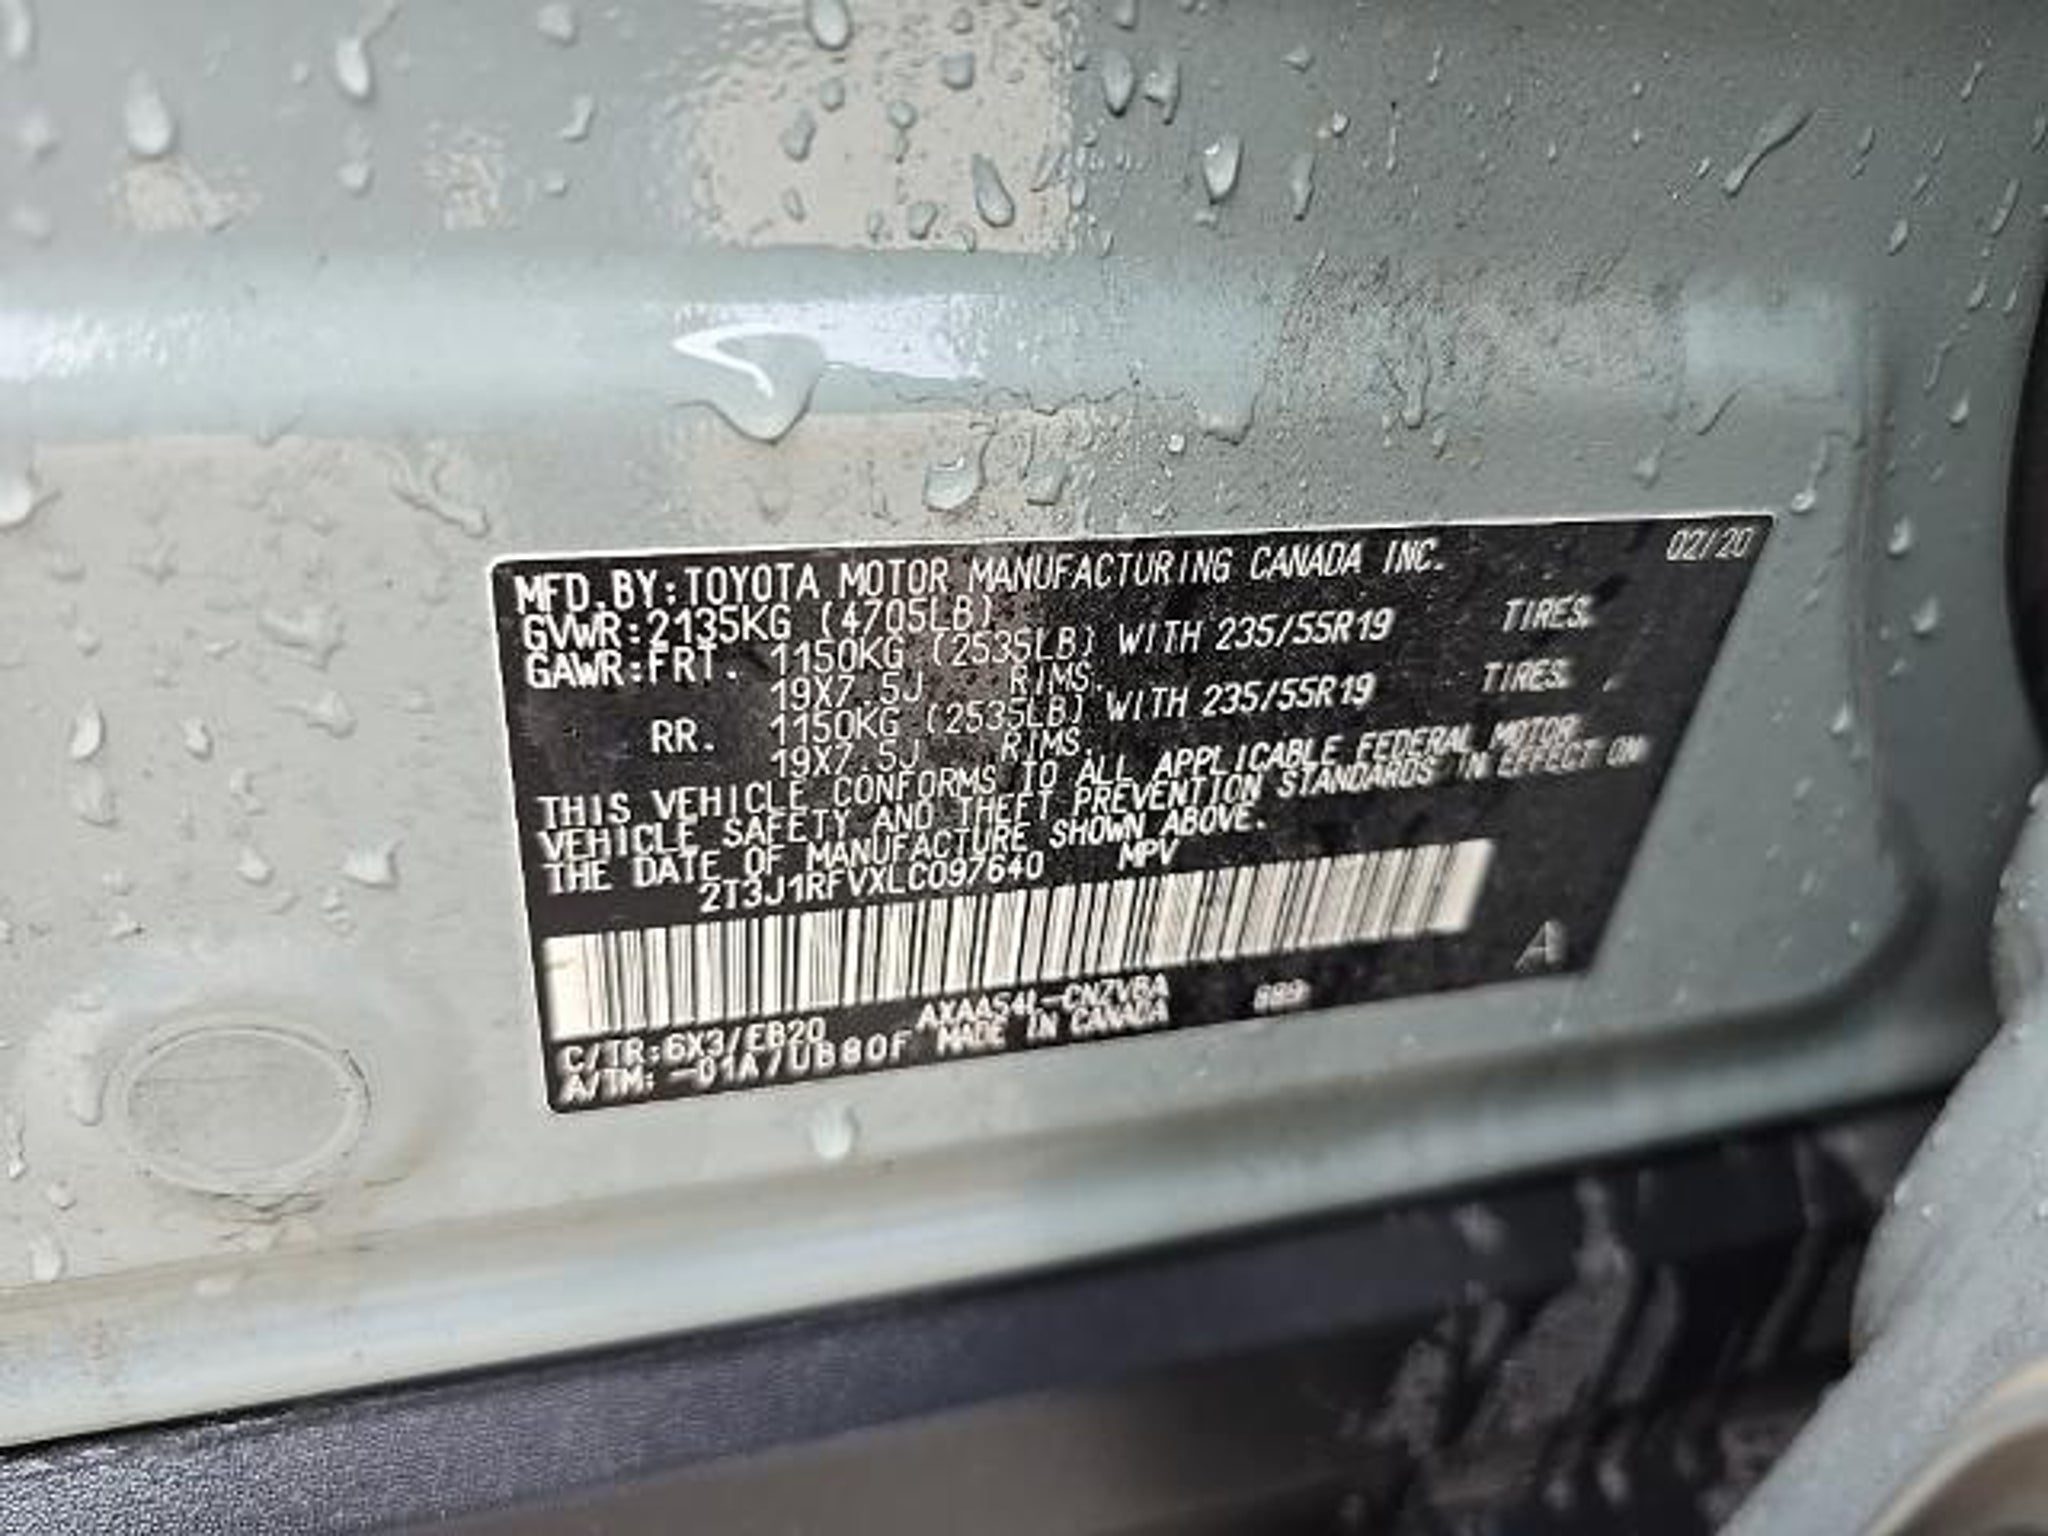 MFD.BY:TOYOTA MOTOR MANUFACTURING CANADA INC. 02/20
GVWR:2135KG (4705LB)
GAWR:FRT. 1150KG (2535LB) WITH 235/55R19 TIRES.
19X7.5J RIMS.
RR. 1150KG (2535LB) WITH 235/55R19 TIRES.
19X7.5J RIMS.
THIS VEHICLE CONFORMS TO ALL APPLICABLE FEDERAL MOTOR
VEHICLE SAFETY AND THEFT PREVENTION STANDARDS IN EFFECT ON
THE DATE OF MANUFACTURE SHOWN ABOVE.
2T3J1RFVXLC097640 MPV
A
C/TR:6X3/EB20 AXAA54L-CNZVBA
A/TM:-01A/UB80F MADE IN CANADA